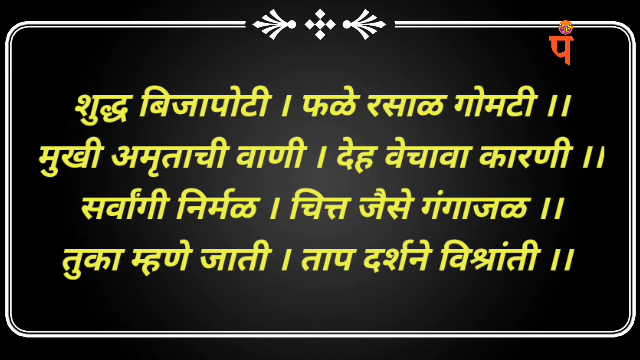 पं
शुद्ध बिजापोटी । फळे रसाळ गोमटी ।।
मुखी अमृताची वाणी । देह वेचावा कारणी ।।
सर्वांगी निर्मळ । चित्त जैसे गंगाजळ ।।
तुका म्हणे जाती । ताप दर्शने विश्रांती ।।